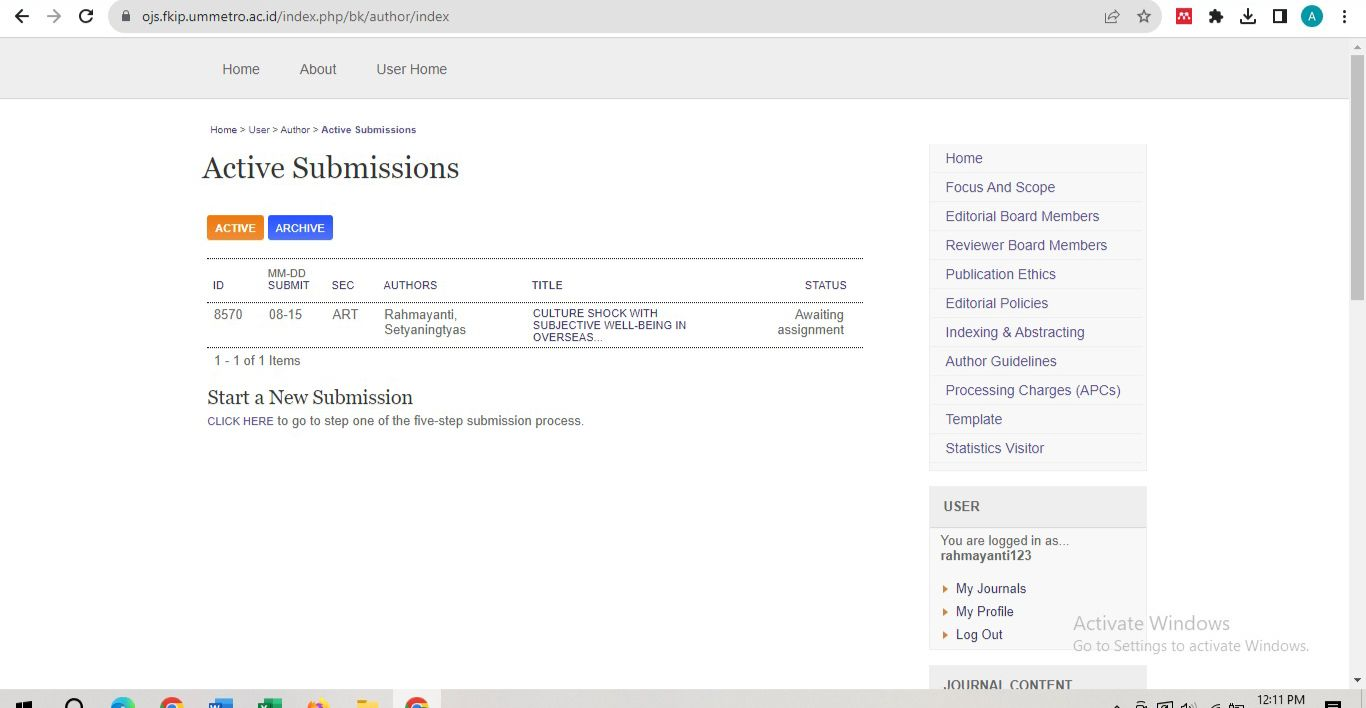 ojs.fkip.ummetro.ac.id/index.php/bk/author/index
A
Home About User Home
Home > User > Author > Active Submissions
Active Submissions
ACTIVE ARCHIVE
MM-DD
ID SUBMIT SEC AUTHORS TITLE STATUS
8570 08-15 ART Rahmayanti, CULTURE SHOCK WITH Awaiting
Setyaningtyas SUBJECTIVE WELL-BEING IN assignment
OVERSEAS...
1 - 1 of 1 Items
Start a New Submission
CLICK HERE to go to step one of the five-step submission process.
Home
Focus And Scope
Editorial Board Members
Reviewer Board Members
Publication Ethics
Editorial Policies
Indexing & Abstracting
Author Guidelines
Processing Charges (APCs)
Template
Statistics Visitor
USER
You are logged in as...
rahmayanti123
My Journals
My Profile
Log Out
JOURNAL CONTENT
Activate Windows
Go to Settings to activate Windows.
12:11 PM